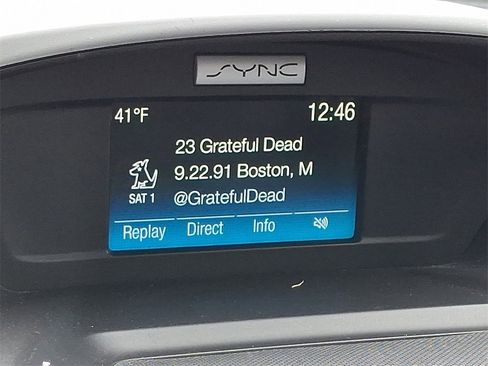 SYNC
41°F 12:46
23 Grateful Dead
9.22.91 Boston, M
SAT 1 @GratefulDead
Replay Direct Info